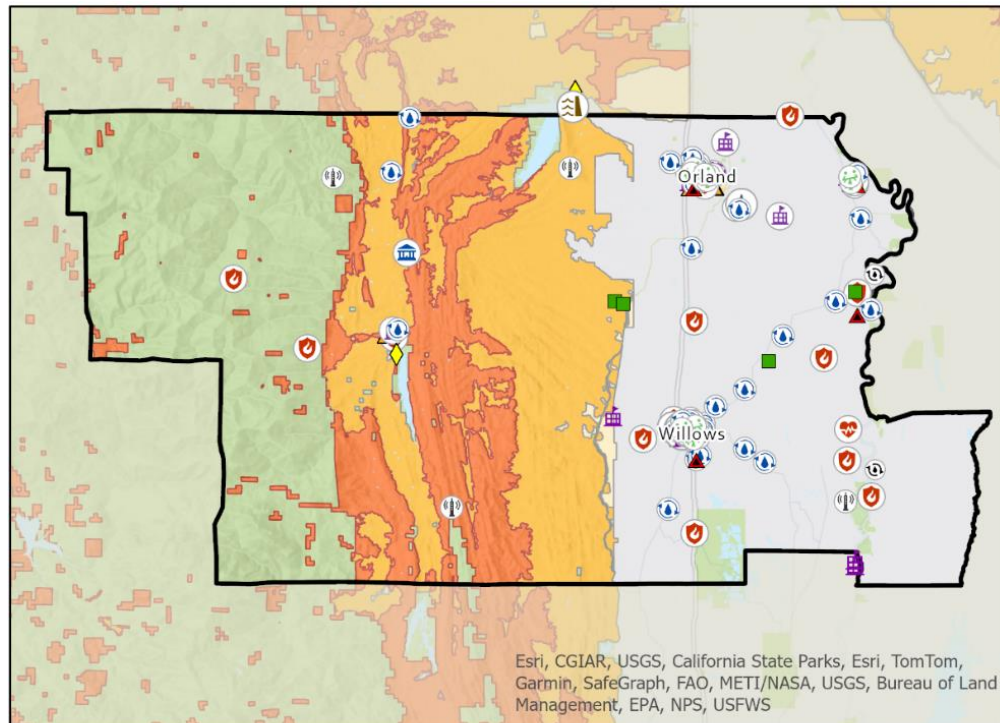 Orland
Willows
Esri, CGIAR, USGS, California State Parks, Esri, TomTom,
Garmin, SafeGraph, FAO, METI/NASA, USGS, Bureau of Land
Management, EPA, NPS, USFWS